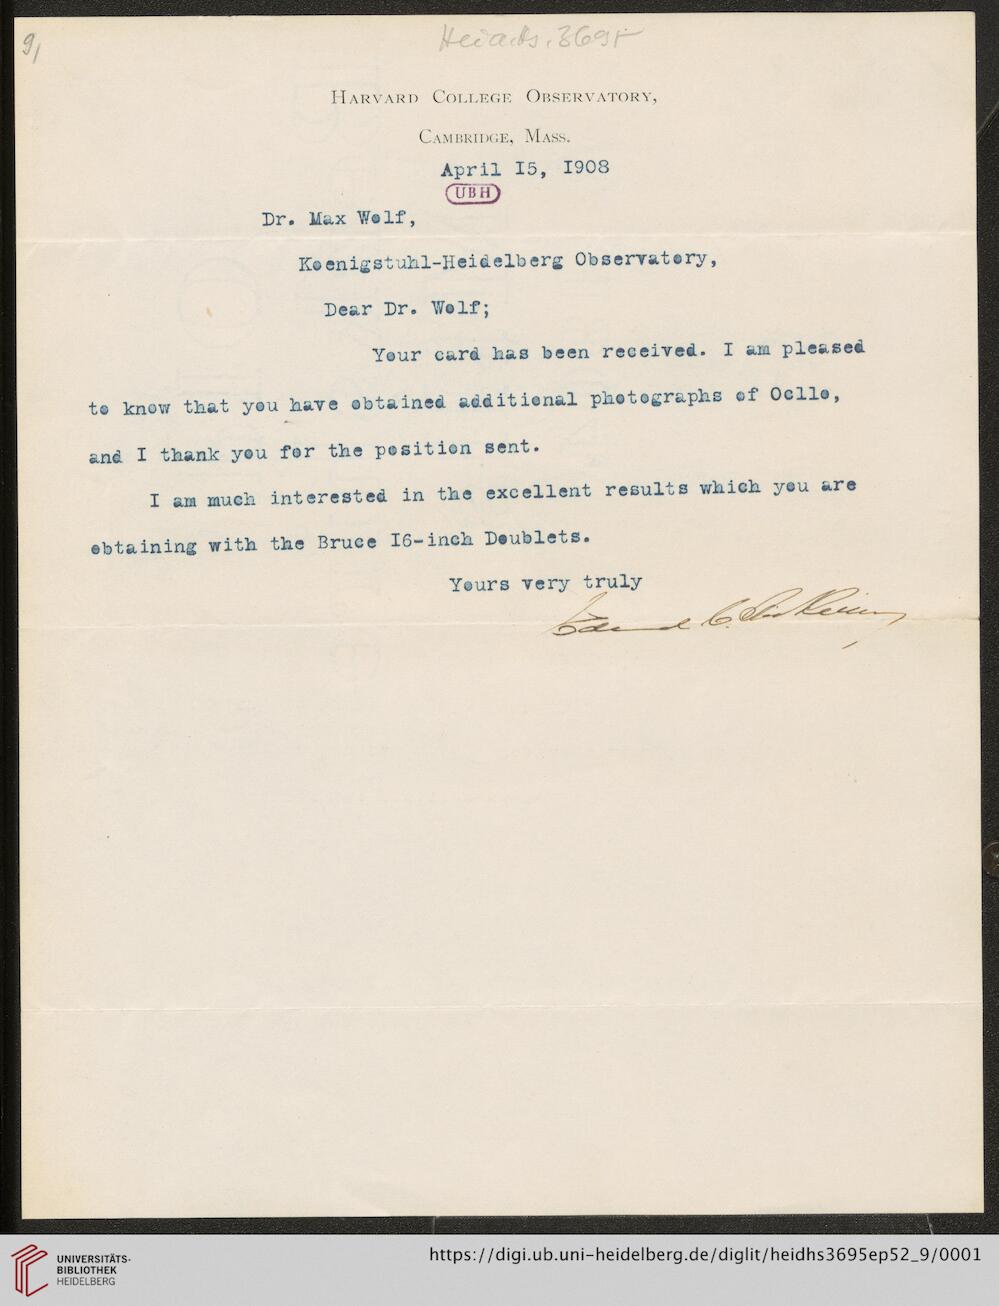 9,
Heid.Hs. 3695
HARVARD COLLEGE OBSERVATORY,
CAMBRIDGE, MASS.
April I5, I908
UBH
Dr. Max Wolf,
Koenigstuhl-Heidelberg Observatory,
Dear Dr. Wolf;
Your card has been received. I am pleased
to know that you have obtained additional photographs of Ocllo,
and I thank you for the position sent.
I am much interested in the excellent results which you are
obtaining with the Bruce I6-inch Doublets.
Yours very truly
Edward C. Pickering
UNIVERSITÄTS-
BIBLIOTHEK
HEIDELBERG
https://digi.ub.uni-heidelberg.de/diglit/heidhs3695ep52_9/0001